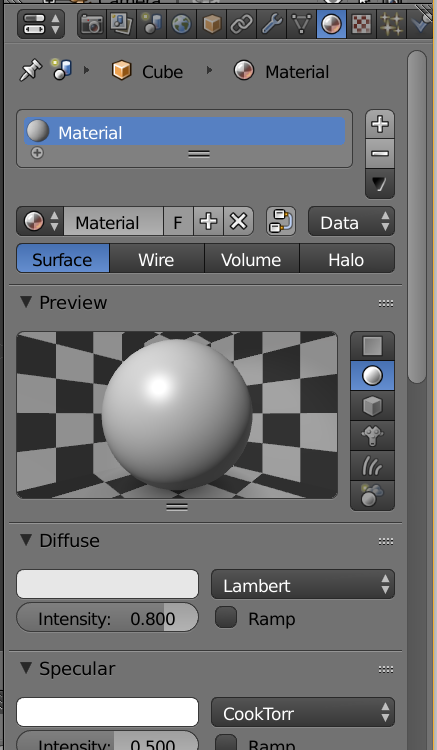 Cube Material
Material
Material F Data
Surface Wire Volume Halo
Preview
Diffuse
Lambert
Intensity: 0.800 Ramp
Specular
CookTorr
Intensity: 0.500 Ramp